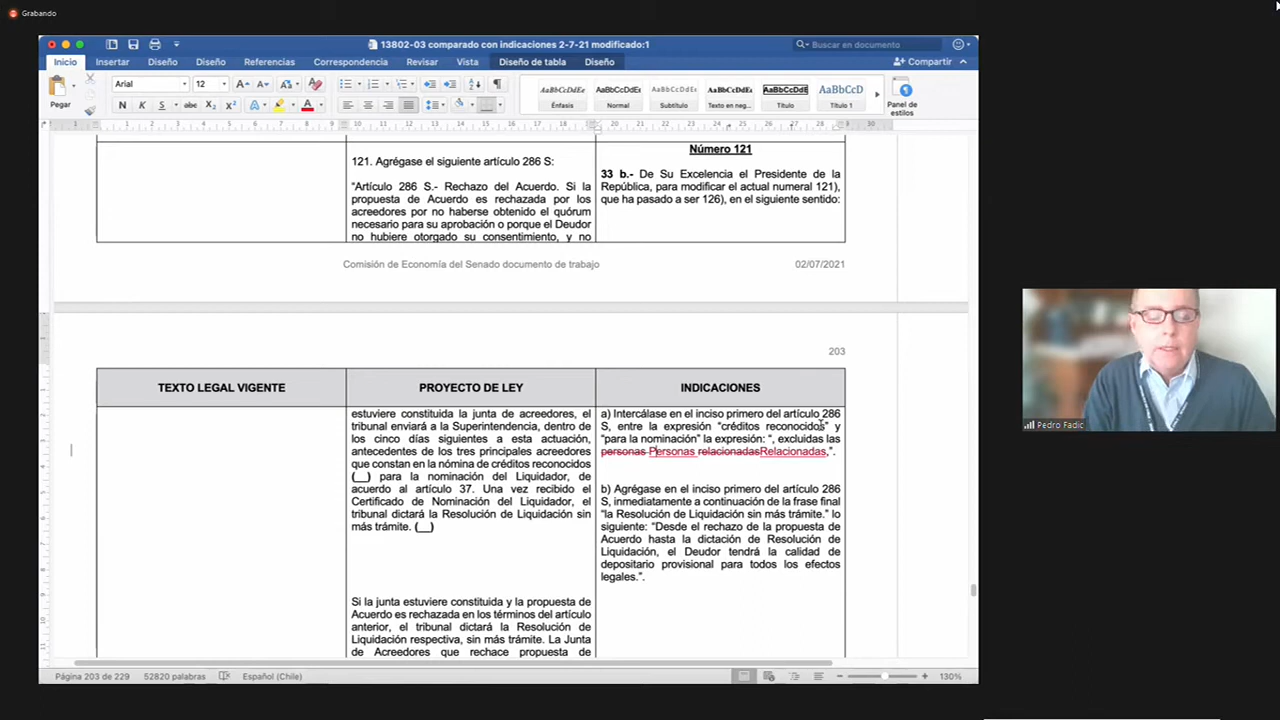 Grabando
13802-03 comparado con indicaciones 2-7-21 modificado:1
Buscar en documento
Inicio Insertar Diseño Diseño Referencias Correspondencia Revisar Vista Diseño de tabla Diseño
Compartir
Pegar
Arial 12
N K S abc X₂ X²
AaBbCcDdEe AaBbCcDdEe AaBbCcDdEe AaBbCcDdEe AaBbCcDdE AaBbCcD
Énfasis Normal Subtítulo Texto en neg... Título Título 1
Panel de
estilos
121. Agrégase el siguiente artículo 286 S:
“Artículo 286 S.- Rechazo del Acuerdo. Si la
propuesta de Acuerdo es rechazada por los
acreedores por no haberse obtenido el quórum
necesario para su aprobación o porque el Deudor
no hubiere otorgado su consentimiento, y no
Número 121
33 b.- De Su Excelencia el Presidente de la
República, para modificar el actual numeral 121),
que ha pasado a ser 126), en el siguiente sentido:
Comisión de Economía del Senado documento de trabajo 02/07/2021
203
TEXTO LEGAL VIGENTE PROYECTO DE LEY INDICACIONES
estuviere constituida la junta de acreedores, el
tribunal enviará a la Superintendencia, dentro de
los cinco días siguientes a esta actuación,
antecedentes de los tres principales acreedores
que constan en la nómina de créditos reconocidos
(__) para la nominación del Liquidador, de
acuerdo al artículo 37. Una vez recibido el
Certificado de Nominación del Liquidador, el
tribunal dictará la Resolución de Liquidación sin
más trámite. (__)
Si la junta estuviere constituida y la propuesta de
Acuerdo es rechazada en los términos del artículo
anterior, el tribunal dictará la Resolución de
Liquidación respectiva, sin más trámite. La Junta
de Acreedores que rechace propuesta de
a) Intercálase en el inciso primero del artículo 286
S, entre la expresión “créditos reconocidos” y
“para la nominación” la expresión: “, excluidas las
personas Personas relacionadasRelacionadas,”.
b) Agrégase en el inciso primero del artículo 286
S, inmediatamente a continuación de la frase final
“la Resolución de Liquidación sin más trámite.” lo
siguiente: “Desde el rechazo de la propuesta de
Acuerdo hasta la dictación de Resolución de
Liquidación, el Deudor tendrá la calidad de
depositario provisional para todos los efectos
legales.”.
Página 203 de 229 52820 palabras Español (Chile) 130%
Pedro Fadic